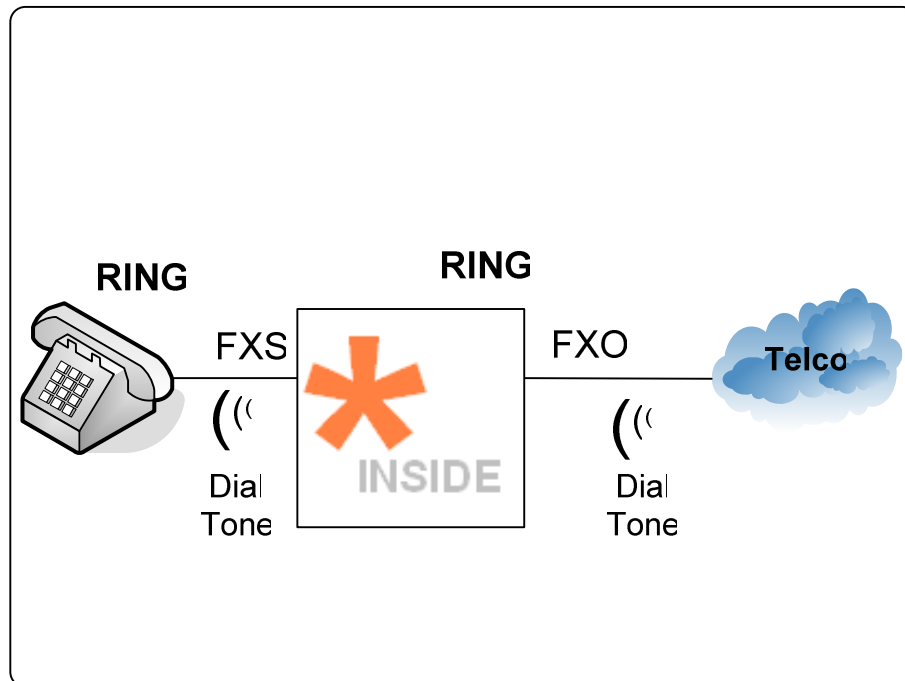 RING
RING
FXS
FXO
Telco
INSIDE
Dial
Tone
Dial
Tone